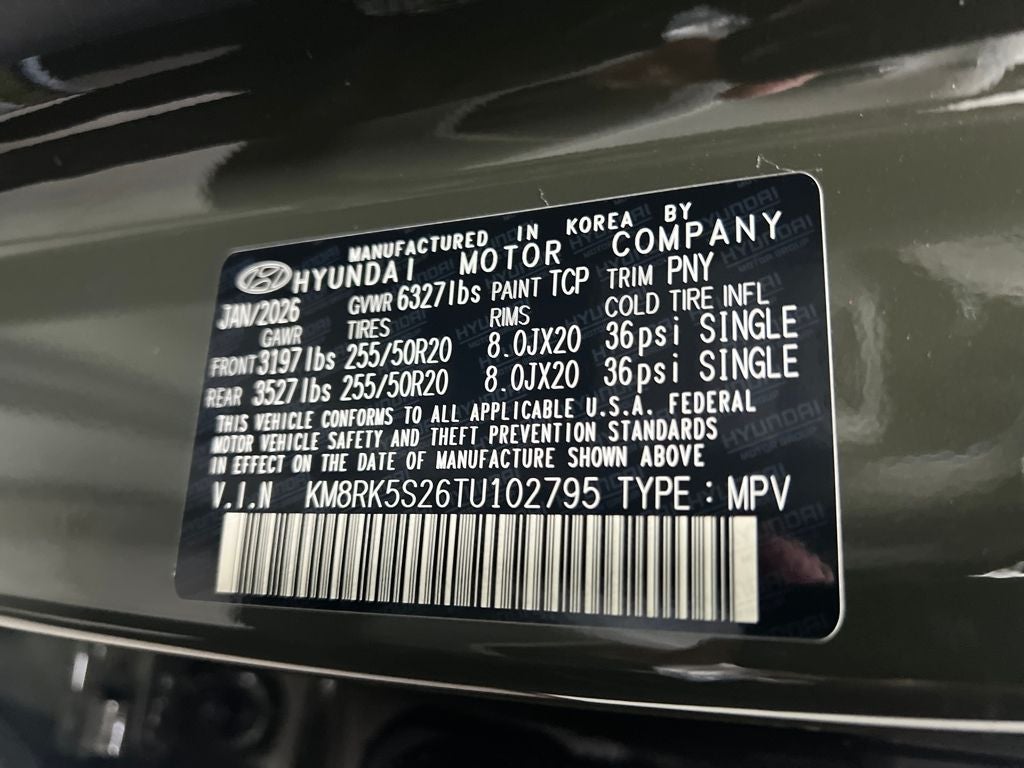 MANUFACTURED IN KOREA BY
HYUNDAI MOTOR COMPANY
JAN/2026 GVWR 6327lbs PAINT TCP TRIM PNY
GAWR TIRES RIMS COLD TIRE INFL
FRONT 3197lbs 255/50R20 8.0JX20 36psi SINGLE
REAR 3527lbs 255/50R20 8.0JX20 36psi SINGLE
THIS VEHICLE CONFORMS TO ALL APPLICABLE U.S.A. FEDERAL
MOTOR VEHICLE SAFETY AND THEFT PREVENTION STANDARDS
IN EFFECT ON THE DATE OF MANUFACTURE SHOWN ABOVE
V.I.N KM8RK5S26TU102795 TYPE : MPV